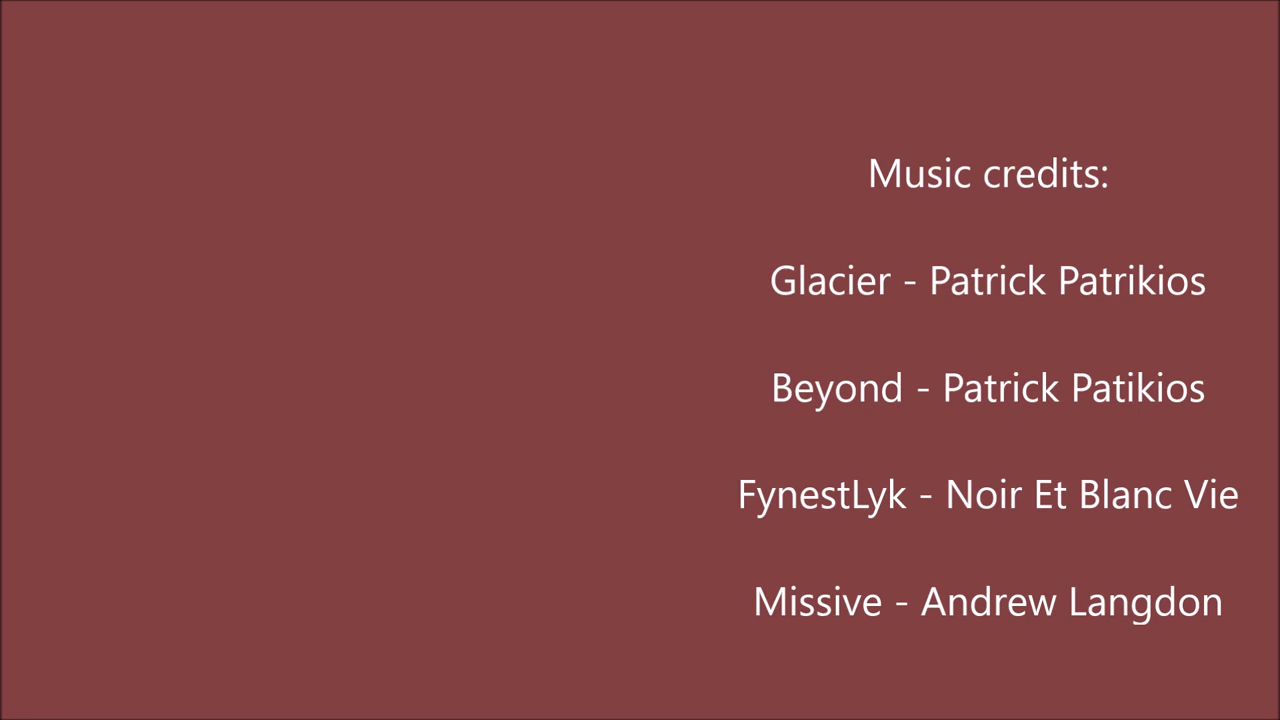 Music credits:
Glacier - Patrick Patrikios
Beyond - Patrick Patikios
FynestLyk - Noir Et Blanc Vie
Missive - Andrew Langdon